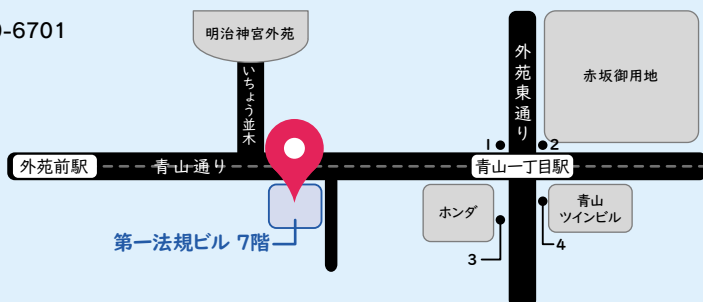 -6701
明治神宮外苑
いちょう並木
外苑東通り
赤坂御用地
1
2
外苑前駅
青山通り
青山一丁目駅
ホンダ
青山
ツインビル
第一法規ビル 7階
3
4